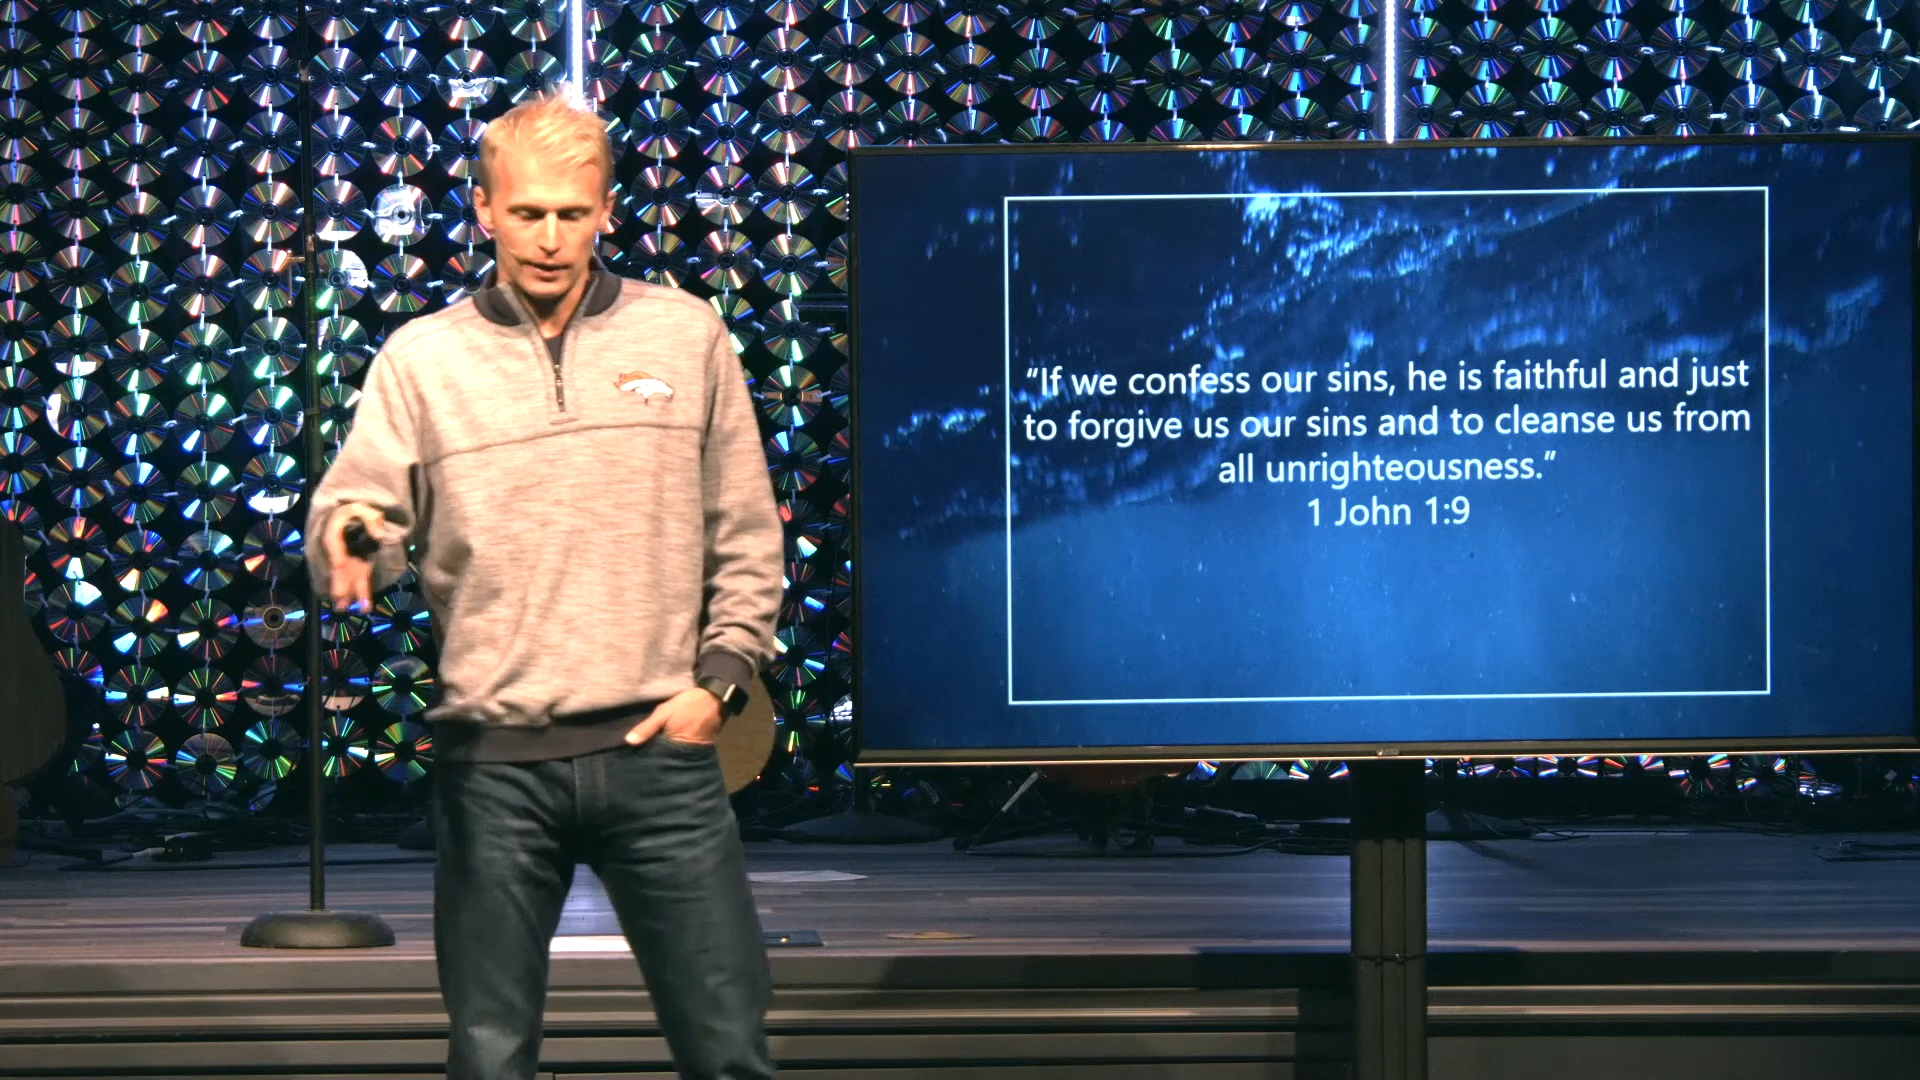 “If we confess our sins, he is faithful and just
to forgive us our sins and to cleanse us from
all unrighteousness.”
1 John 1:9